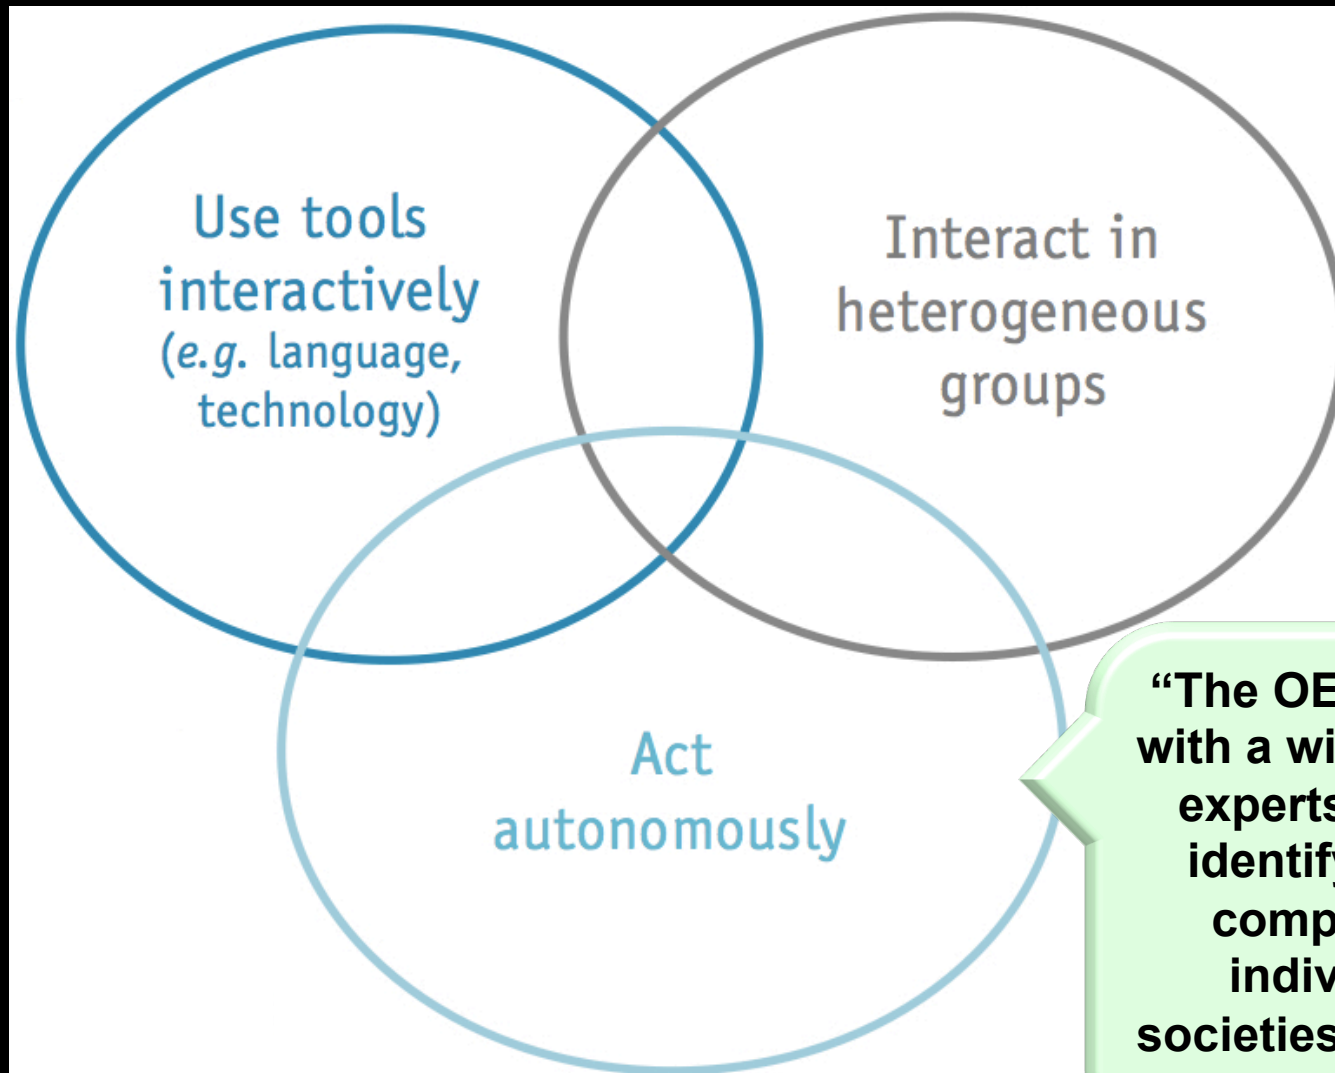 Use tools
interactively
(e.g. language,
technology)
Interact in
heterogeneous
groups
Act
autonomously
“The OE
with a wi
experts
identify
comp
indiv
societies